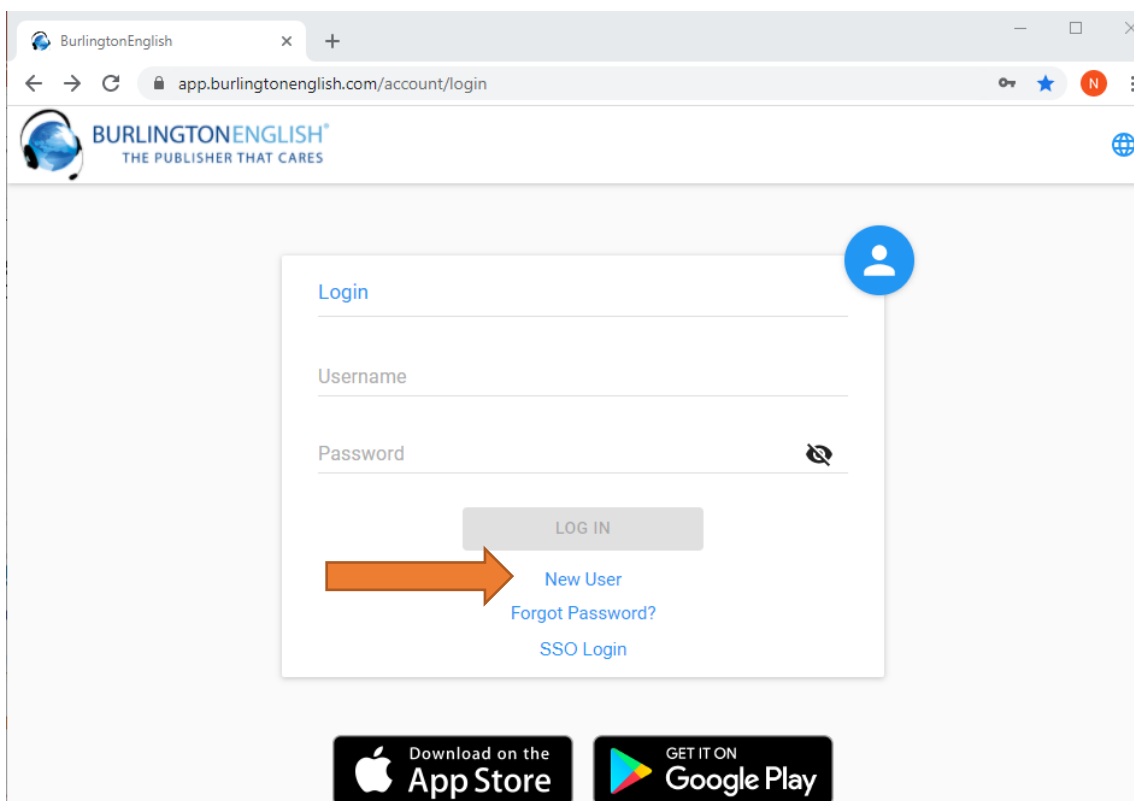 BurlingtonEnglish
app.burlingtonenglish.com/account/login
N
BURLINGTONENGLISH®
THE PUBLISHER THAT CARES
Login
Username
Password
LOG IN
New User
Forgot Password?
SSO Login
Download on the
App Store
GET IT ON
Google Play